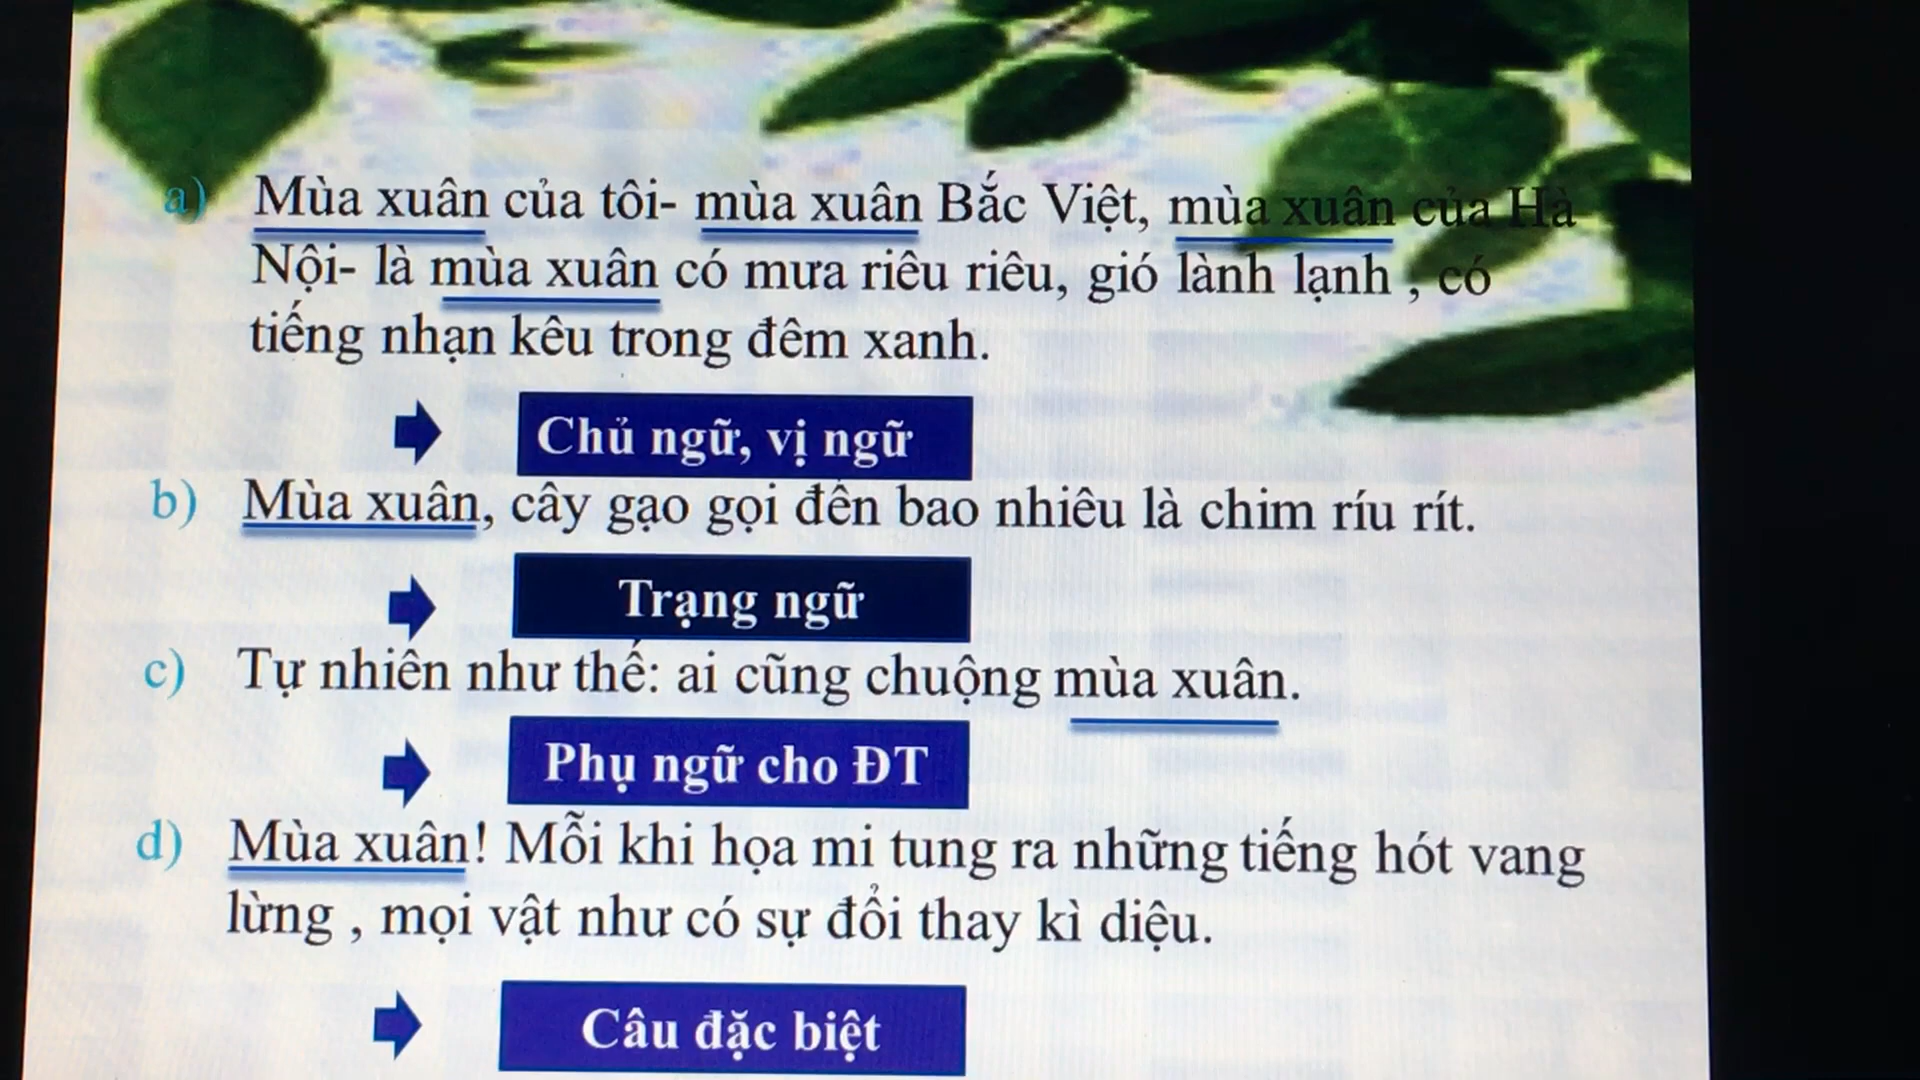 a) Mùa xuân của tôi- mùa xuân Bắc Việt, mùa xuân của Hà
Nội- là mùa xuân có mưa riêu riêu, gió lành lạnh , có
tiếng nhạn kêu trong đêm xanh.
Chủ ngữ, vị ngữ
b) Mùa xuân, cây gạo gọi đến bao nhiêu là chim ríu rít.
Trạng ngữ
c) Tự nhiên như thế: ai cũng chuộng mùa xuân.
Phụ ngữ cho ĐT
d) Mùa xuân! Mỗi khi họa mi tung ra những tiếng hót vang
lừng , mọi vật như có sự đổi thay kì diệu.
Câu đặc biệt